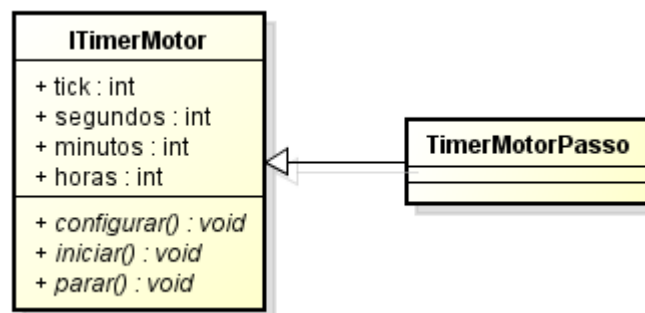 ITimerMotor
+ tick : int
+ segundos : int
+ minutos : int
+ horas : int
+ configurar() : void
+ iniciar() : void
+ parar() : void
TimerMotorPasso